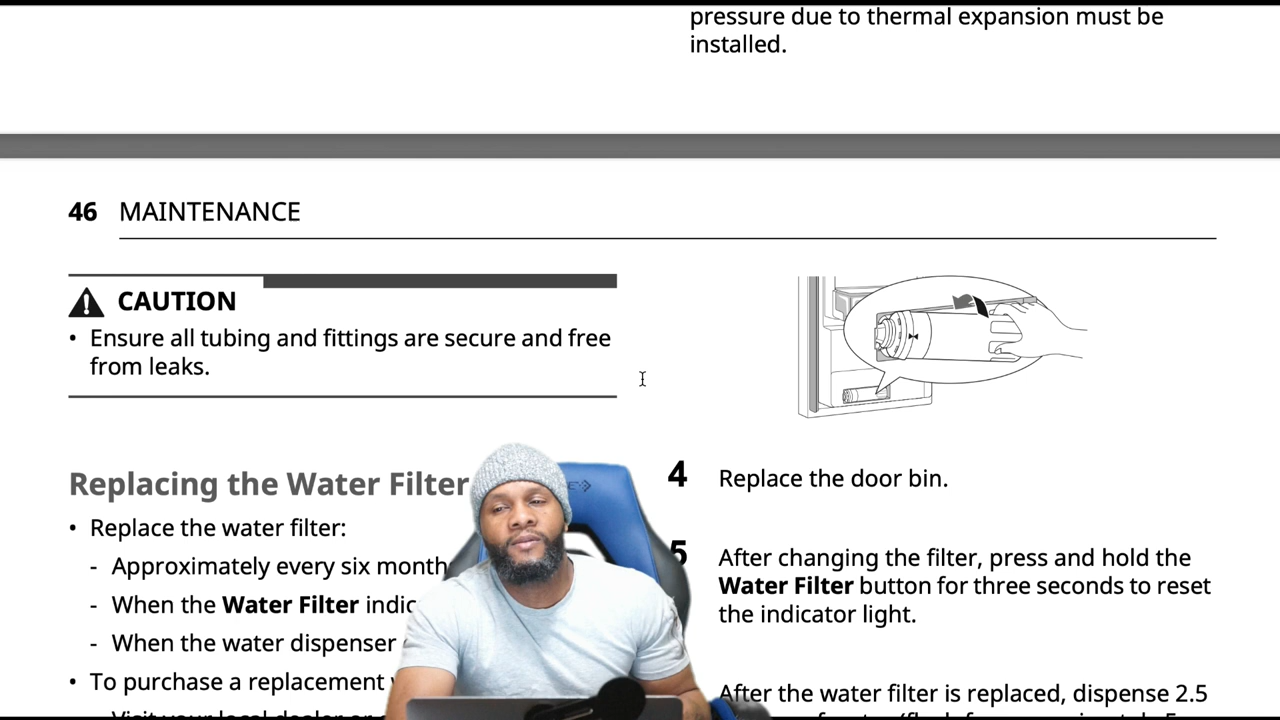 pressure due to thermal expansion must be
installed.
46 MAINTENANCE
CAUTION
• Ensure all tubing and fittings are secure and free
from leaks.
Replacing the Water Filter
• Replace the water filter:
- Approximately every six month
- When the Water Filter indic
- When the water dispenser
• To purchase a replacement
4 Replace the door bin.
5 After changing the filter, press and hold the
Water Filter button for three seconds to reset
the indicator light.
After the water filter is replaced, dispense 2.5